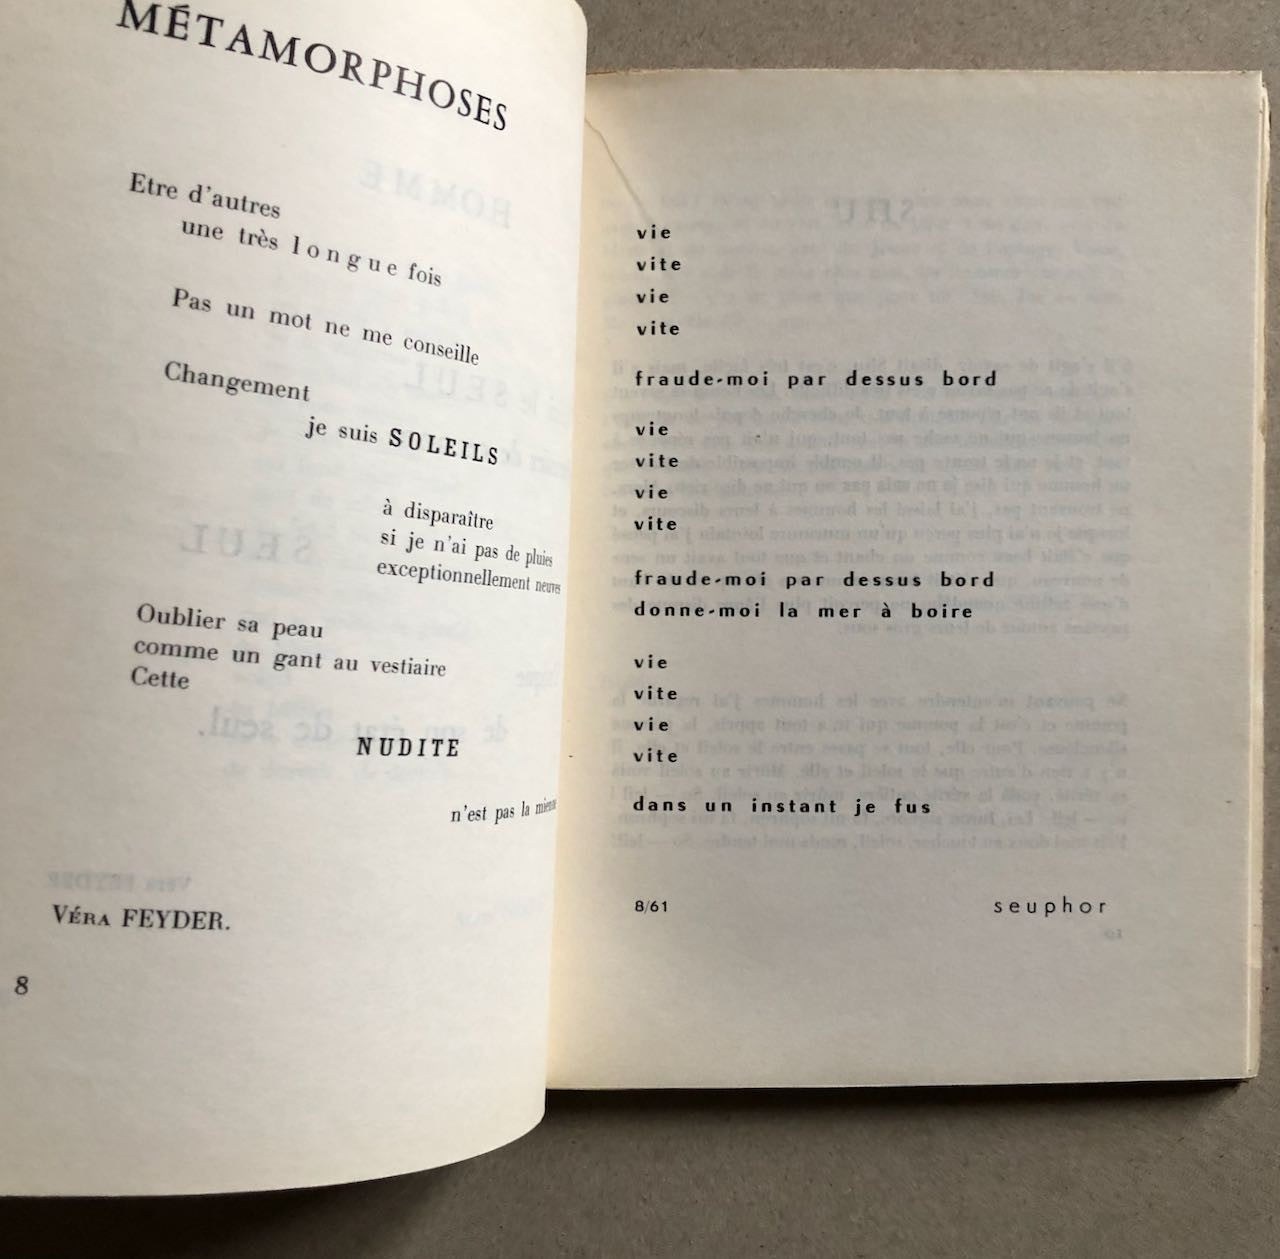 MÉTAMORPHOSES
Etre d'autres
une très longue fois
Pas un mot ne me conseille
Changement
je suis SOLEILS
à disparaître
si je n'ai pas de pluies
exceptionnellement neuves
Oublier sa peau
comme un gant au vestiaire
Cette
NUDITE
n'est pas la mienne
VÉRA FEYDER.
8
vie
vite
vie
vite
fraude-moi par dessus bord
vie
vite
vie
vite
fraude-moi par dessus bord
donne-moi la mer à boire
vie
vite
vie
vite
dans un instant je fus
8/61
seuphor